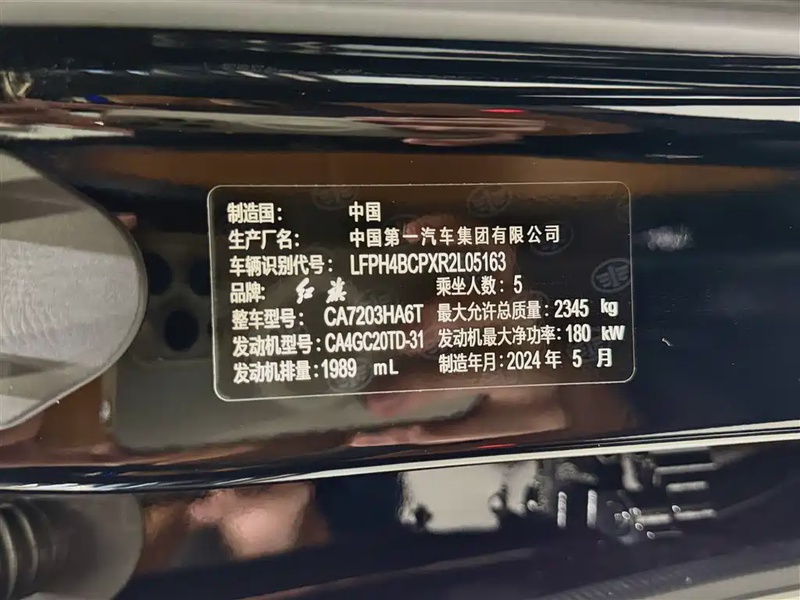 制造国： 中国
生产厂名： 中国第一汽车集团有限公司
车辆识别代号： LFPH4BCPXR2L05163
品牌： 红旗 乘坐人数：5
整车型号： CA7203HA6T 最大允许总质量：2345 kg
发动机型号：CA4GC20TD-31 发动机最大净功率：180 kW
发动机排量：1989 mL 制造年月：2024 年 5 月